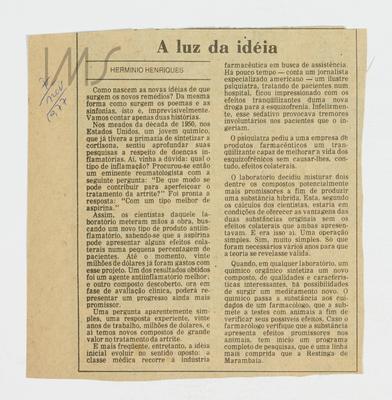 IMS
7
nov
1977
A luz da idéia
HERMINIO HENRIQUES
Como nascem as novas idéias de que
surgem os novos remédios? Da mesma
forma como surgem os poemas e as
sinfonias, isto é, imprevisivelmente.
Vamos contar apenas duas histórias.
Nos meados da década de 1950, nos
Estados Unidos, um jovem químico,
que já tivera a primazia de sintetizar a
cortisona, sentiu aprofundar suas
pesquisas a respeito de doenças in-
flamatórias. Aí, vinha a dúvida: qual o
tipo de inflamação? Procurou-se então
um eminente reumatologista com a
seguinte pergunta: "De que modo se
pode contribuir para aperfeiçoar o
tratamento da artrite?" Foi pronta a
resposta: "Com um tipo melhor de
aspirina."
Assim, os cientistas daquele la-
boratório meteram mãos à obra, bus-
cando um novo tipo de produto antiin-
flamatório, sabendo-se que a aspirina
pode apresentar alguns efeitos cola-
terais numa pequena percentagem de
pacientes. Até o momento, vinte
milhões de dólares já foram gastos com
esse projeto. Um dos resultados obtidos
foi um agente antiinflamatório melhor;
e outro composto descoberto, ora em
fase de avaliação clínica, poderá re-
presentar um progresso ainda mais
promissor.
Uma pergunta aparentemente sim-
ples, uma resposta experiente, vinte
anos de trabalho, milhões de dólares, e
aí temos novos compostos de grande
valor no tratamento da artrite.
É mais freqüente, entretanto, a idéia
inicial evoluir no sentido oposto: a
classe médica recorre à indústria
farmacêutica em busca de assistência.
Há pouco tempo — conta um jornalista
especializado americano — um ilustre
psiquiatra, tratando de pacientes num
hospital, ficou impressionado com os
efeitos tranqüilizantes duma nova
droga para a esquizofrenia. Infelizmen-
te, esse sedativo provocava tremores
involuntários nos pacientes que o in-
geriam.
O psiquiatra pediu a uma empresa de
produtos farmacêuticos um tran-
qüilizante capaz de melhorar a vida dos
esquizofrênicos sem causar-lhes, con-
tudo, efeitos colaterais.
O laboratório decidiu misturar dois
dentre os compostos potencialmente
mais promissores a fim de produzir
uma substância híbrida. Esta, segundo
os cálculos dos cientistas, estaria em
condições de oferecer as vantagens das
duas substâncias originais sem os
efeitos colaterais que ambas apresen-
tavam. E era isso aí. Uma operação
simples. Sim, muito simples. Só que
foram necessários vários anos para que
a teoria se revelasse valida.
Quando, em qualquer laboratório, um
químico orgânico sintetiza um novo
composto, de qualidades e caracterís-
ticas interessantes, há possibilidades
de surgir um medicamento novo. O
químico passa a substância aos cui-
dados de um farmacólogo, que a sub-
mete a testes com animais a fim de
verificar seus possíveis efeitos. Caso o
farmacólogo verifique que a substância
apresenta efeitos promissores nos
animais, tem início um programa
completo de pesquisas, que é uma linha
mais comprida que a Restinga de
Marambaia.